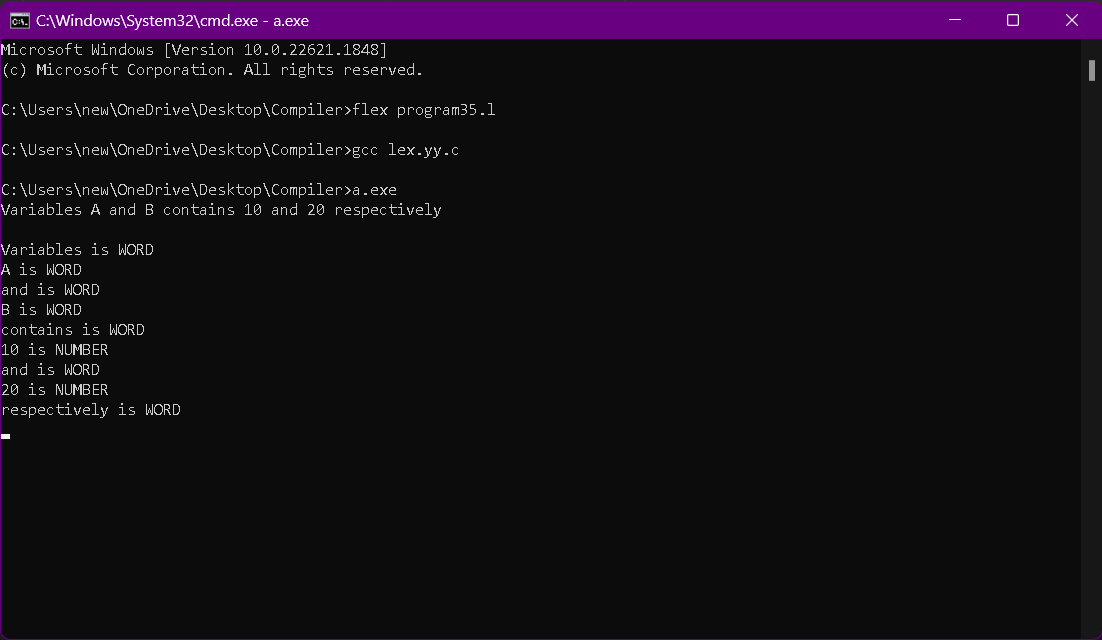 C:\Windows\System32\cmd.exe - a.exe
Microsoft Windows [Version 10.0.22621.1848]
(c) Microsoft Corporation. All rights reserved.
C:\Users\new\OneDrive\Desktop\Compiler>flex program35.l
C:\Users\new\OneDrive\Desktop\Compiler>gcc lex.yy.c
C:\Users\new\OneDrive\Desktop\Compiler>a.exe
Variables A and B contains 10 and 20 respectively
Variables is WORD
A is WORD
and is WORD
B is WORD
contains is WORD
10 is NUMBER
and is WORD
20 is NUMBER
respectively is WORD